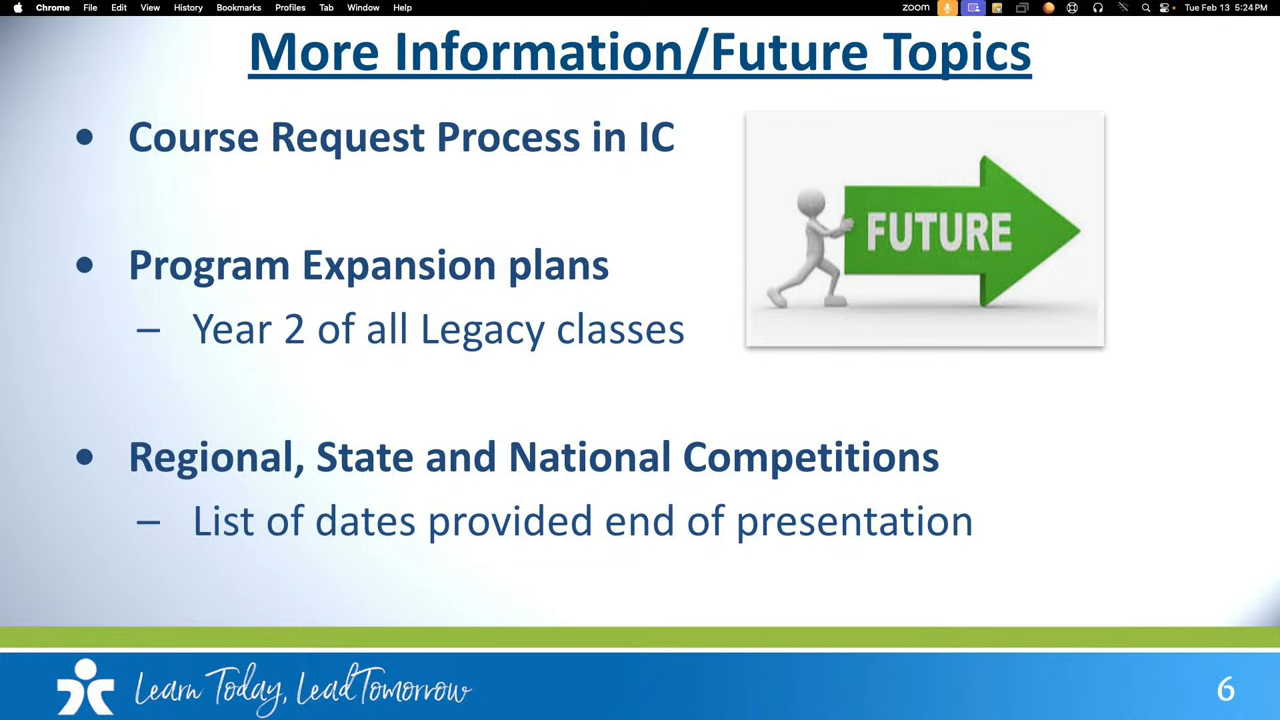 Chrome File Edit View History Bookmarks Profiles Tab Window Help zoom Tue Feb 13 5:24 PM
More Information/Future Topics
• Course Request Process in IC
FUTURE
• Program Expansion plans
– Year 2 of all Legacy classes
• Regional, State and National Competitions
– List of dates provided end of presentation
Learn Today, Lead Tomorrow
6